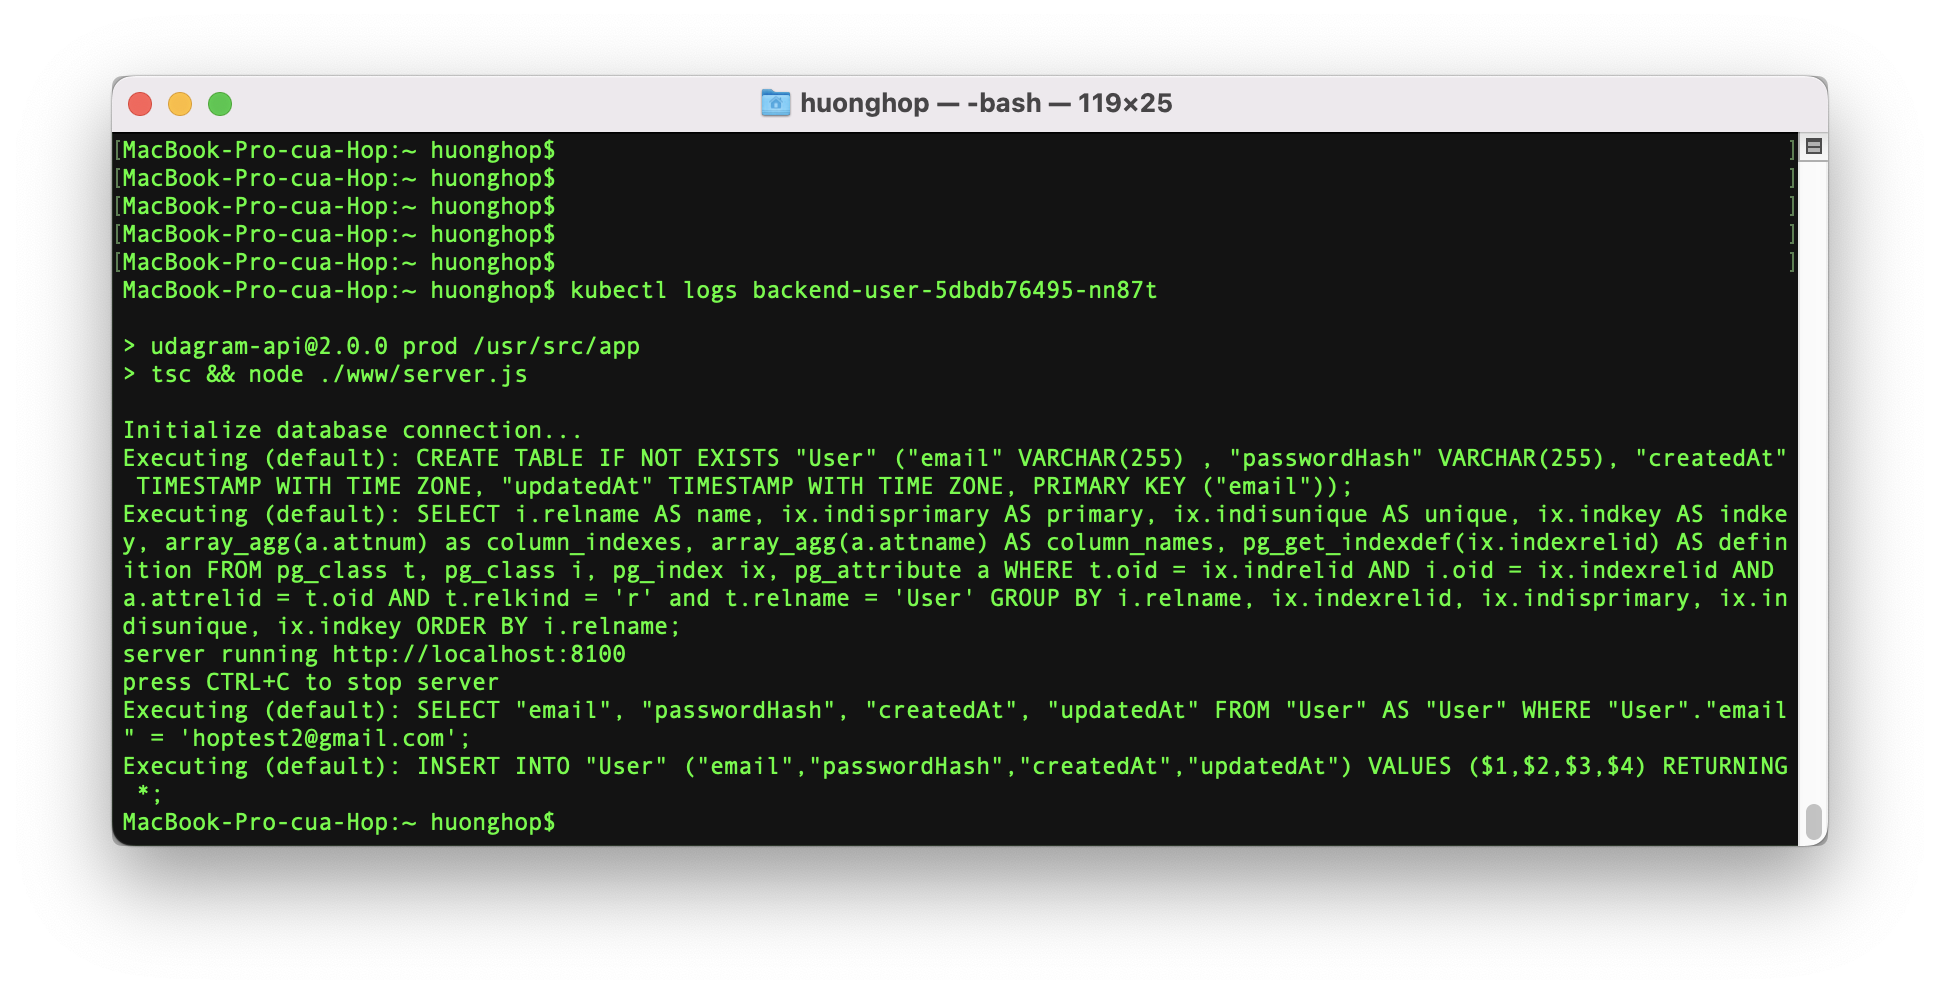 huonghop — -bash — 119×25
[MacBook-Pro-cua-Hop:~ huonghop$ ]
[MacBook-Pro-cua-Hop:~ huonghop$ ]
[MacBook-Pro-cua-Hop:~ huonghop$ ]
[MacBook-Pro-cua-Hop:~ huonghop$ ]
[MacBook-Pro-cua-Hop:~ huonghop$ ]
MacBook-Pro-cua-Hop:~ huonghop$ kubectl logs backend-user-5dbdb76495-nn87t
> udagram-api@2.0.0 prod /usr/src/app
> tsc && node ./www/server.js
Initialize database connection...
Executing (default): CREATE TABLE IF NOT EXISTS "User" ("email" VARCHAR(255) , "passwordHash" VARCHAR(255), "createdAt"
 TIMESTAMP WITH TIME ZONE, "updatedAt" TIMESTAMP WITH TIME ZONE, PRIMARY KEY ("email"));
Executing (default): SELECT i.relname AS name, ix.indisprimary AS primary, ix.indisunique AS unique, ix.indkey AS indke
y, array_agg(a.attnum) as column_indexes, array_agg(a.attname) AS column_names, pg_get_indexdef(ix.indexrelid) AS defin
ition FROM pg_class t, pg_class i, pg_index ix, pg_attribute a WHERE t.oid = ix.indrelid AND i.oid = ix.indexrelid AND
a.attrelid = t.oid AND t.relkind = 'r' and t.relname = 'User' GROUP BY i.relname, ix.indexrelid, ix.indisprimary, ix.in
disunique, ix.indkey ORDER BY i.relname;
server running http://localhost:8100
press CTRL+C to stop server
Executing (default): SELECT "email", "passwordHash", "createdAt", "updatedAt" FROM "User" AS "User" WHERE "User"."email
" = 'hoptest2@gmail.com';
Executing (default): INSERT INTO "User" ("email","passwordHash","createdAt","updatedAt") VALUES ($1,$2,$3,$4) RETURNING
 *;
MacBook-Pro-cua-Hop:~ huonghop$